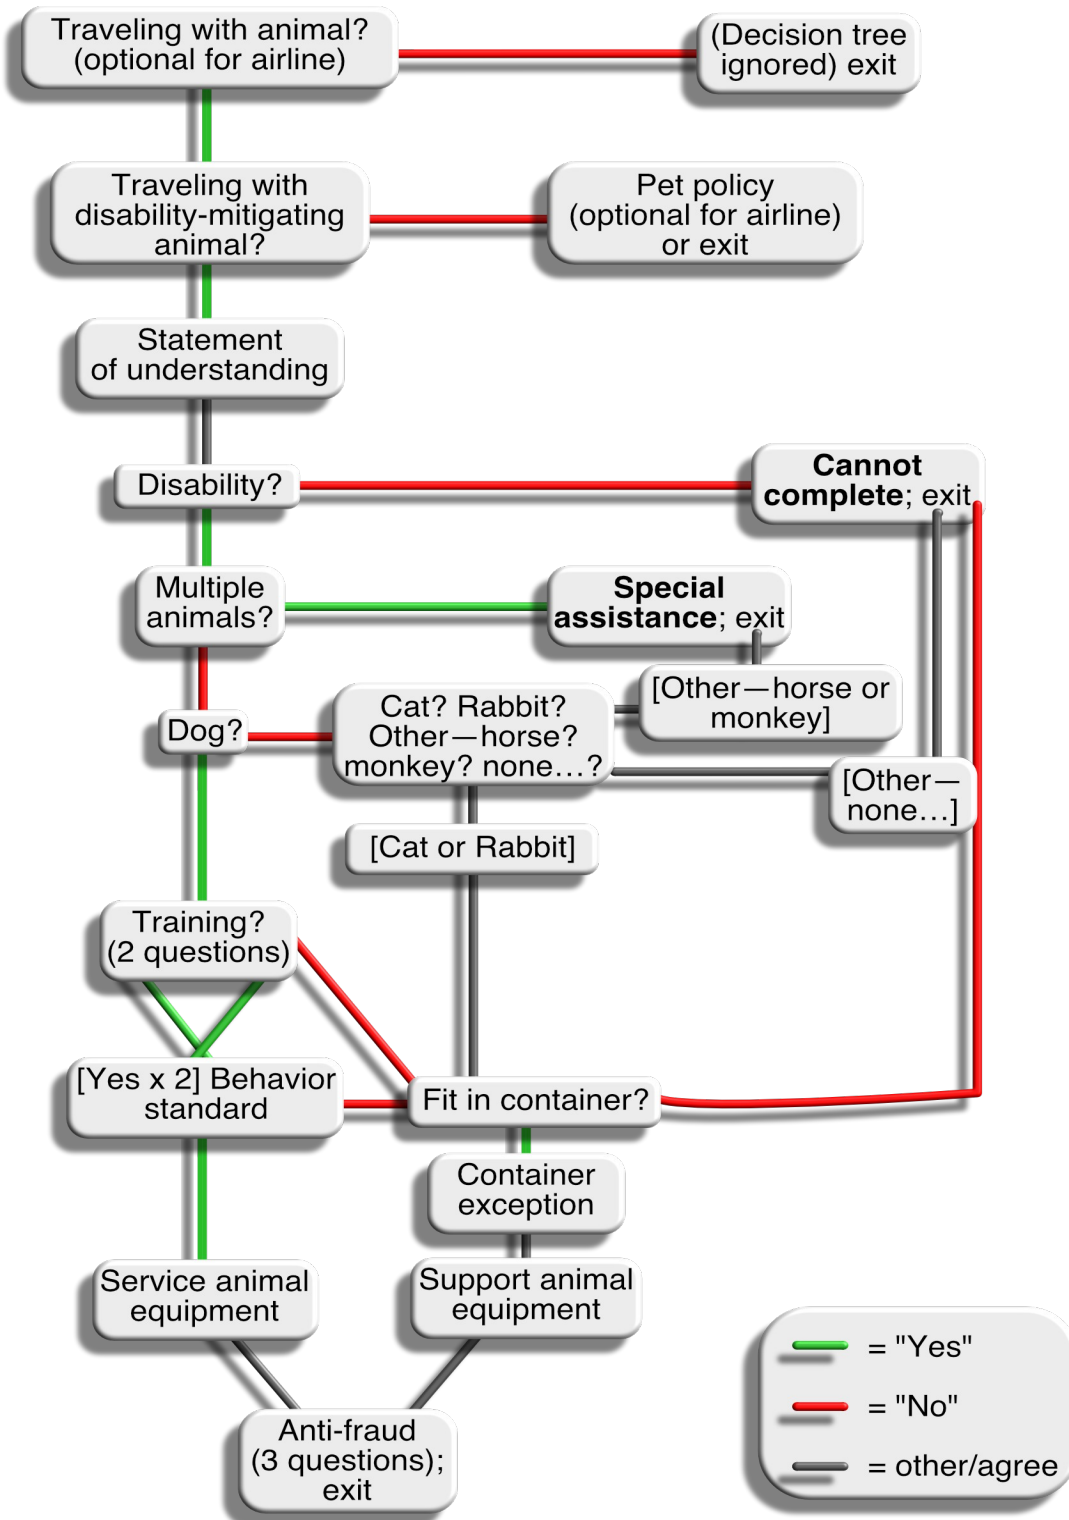 Traveling with animal?
(optional for airline)
(Decision tree
ignored) exit
Traveling with
disability-mitigating
animal?
Pet policy
(optional for airline)
or exit
Statement
of understanding
Disability?
Cannot
complete; exit
Multiple
animals?
Special
assistance; exit
Dog?
Cat? Rabbit?
Other—horse?
monkey? none...?
[Other—horse or
monkey]
[Other—
none...]
[Cat or Rabbit]
Training?
(2 questions)
[Yes x 2] Behavior
standard
Fit in container?
Container
exception
Service animal
equipment
Support animal
equipment
Anti-fraud
(3 questions);
exit
= "Yes"
= "No"
= other/agree